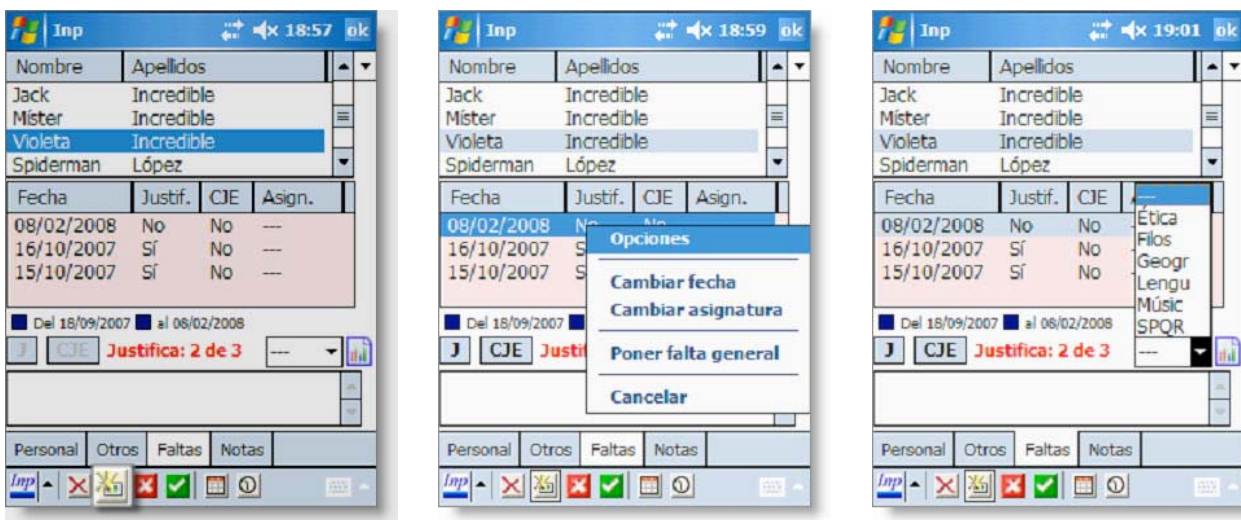 Inp 18:57 ok
Nombre Apellidos
Jack Incredible
Míster Incredible
Violeta Incredible
Spiderman López
Fecha Justif. CJE Asign.
08/02/2008 No No ---
16/10/2007 Sí No ---
15/10/2007 Sí No ---
Del 18/09/2007 al 08/02/2008
J CJE Justifica: 2 de 3 ---
Personal Otros Faltas Notas
Inp
Inp 18:59 ok
Nombre Apellidos
Jack Incredible
Míster Incredible
Violeta Incredible
Spiderman López
Fecha Justif. CJE Asign.
08/02/2008 No No
16/10/2007 S
15/10/2007 S
Opciones
Cambiar fecha
Cambiar asignatura
Poner falta general
Cancelar
Del 18/09/2007
J CJE Justif
Personal Otros Faltas Notas
Inp
Inp 19:01 ok
Nombre Apellidos
Jack Incredible
Míster Incredible
Violeta Incredible
Spiderman López
Fecha Justif. CJE
08/02/2008 No No
16/10/2007 Sí No
15/10/2007 Sí No
---
Ética
Filos
Geogr
Lengu
Músic
SPQR
Del 18/09/2007 al 08/02/2008
J CJE Justifica: 2 de 3 ---
Personal Otros Faltas Notas
Inp